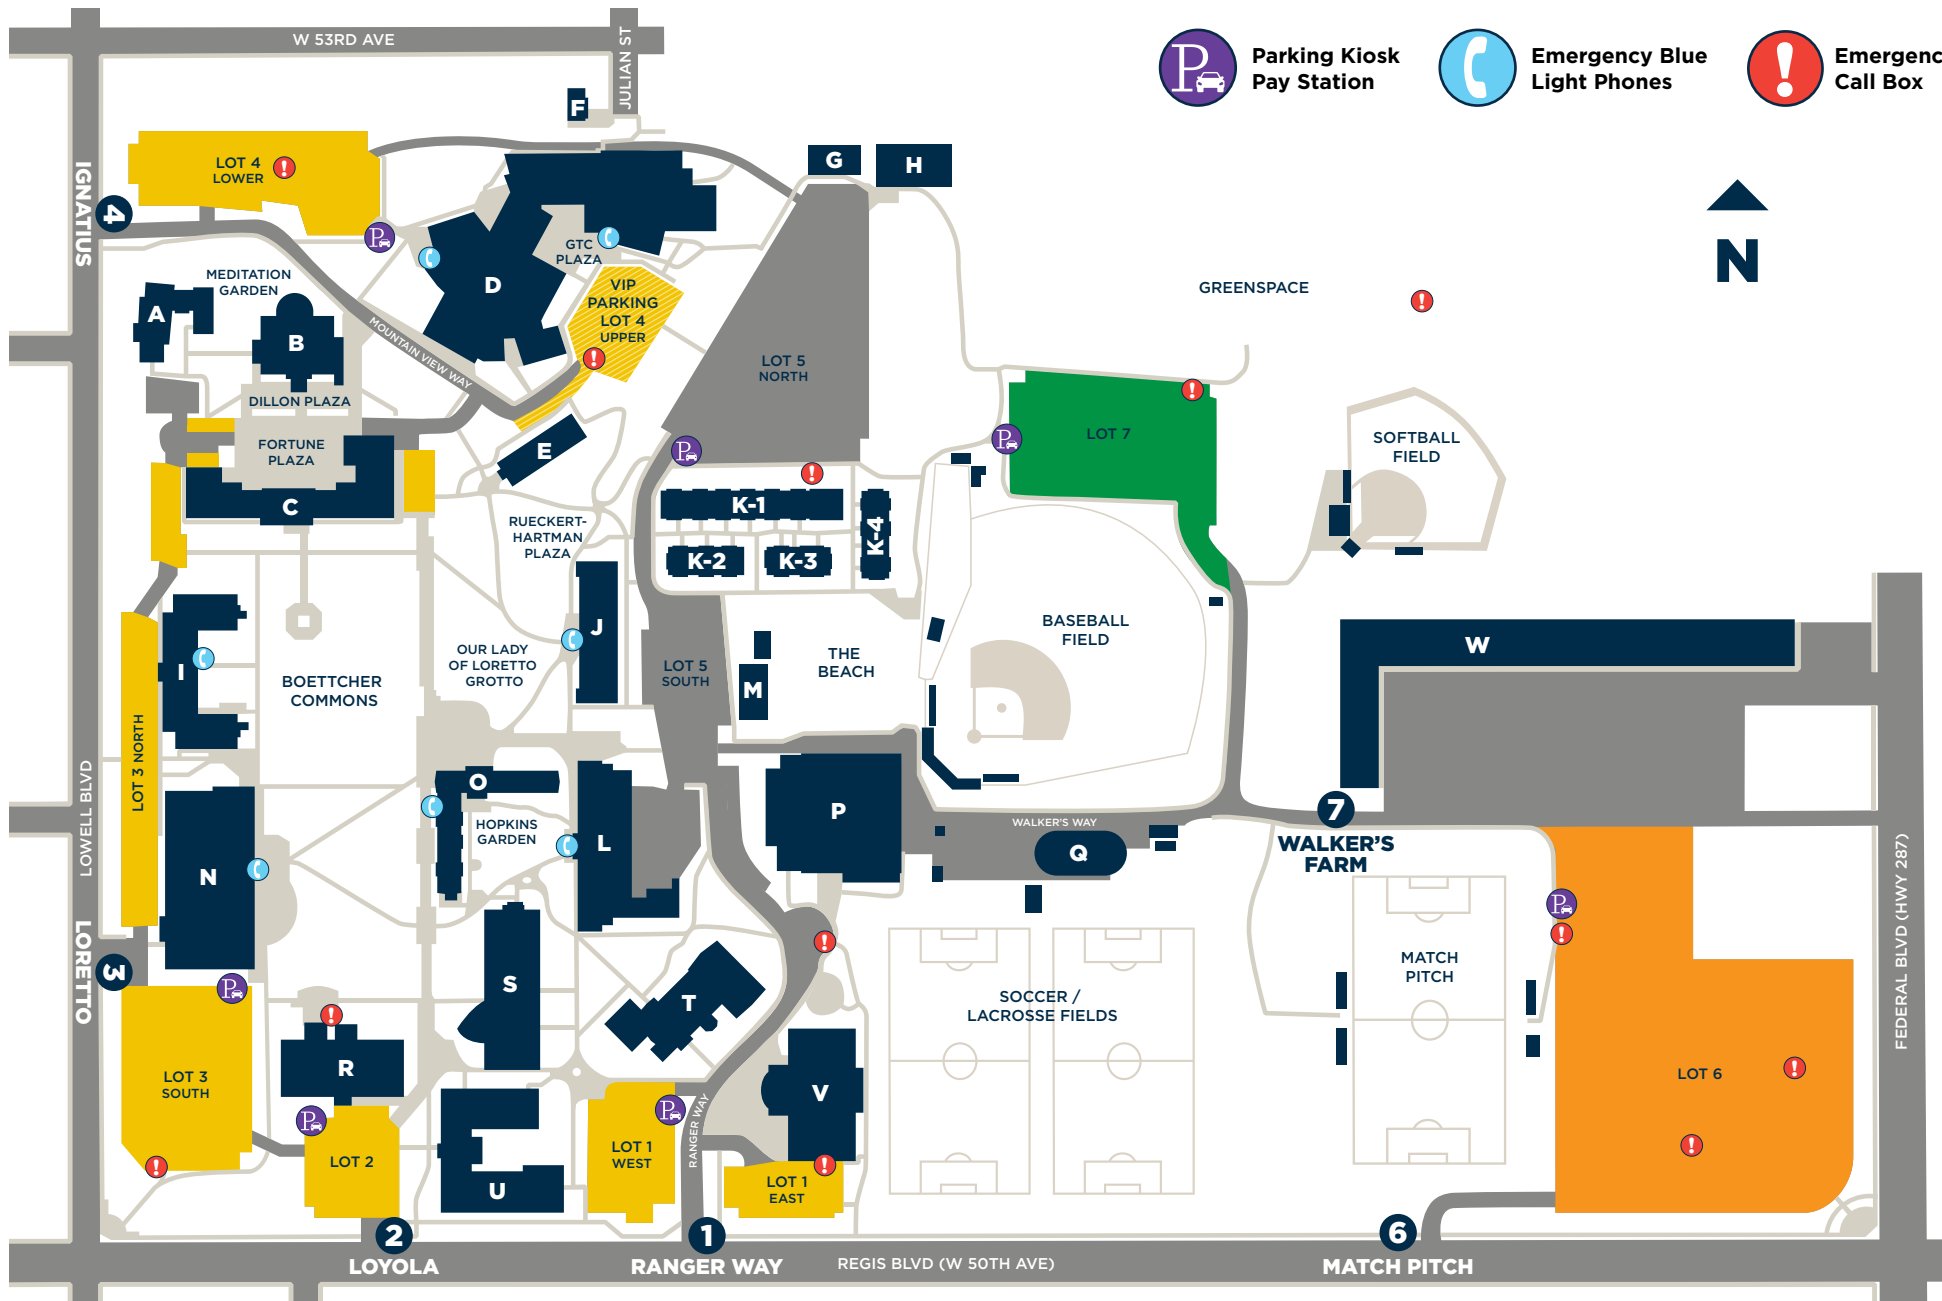 W 53RD AVE
JULIAN ST
Parking Kiosk
Pay Station
Emergency Blue
Light Phones
Emergenc
Call Box
F
G
H
N
IGNATIUS
4
LOT 4
LOWER
GTC
PLAZA
D
MEDITATION
GARDEN
A
B
VIP
PARKING
LOT 4
UPPER
MOUNTAIN VIEW WAY
GREENSPACE
LOT 5
NORTH
DILLON PLAZA
FORTUNE
PLAZA
C
E
LOT 7
SOFTBALL
FIELD
RUECKERT-
HARTMAN
PLAZA
K-1
K-2
K-3
K-4
J
I
OUR LADY
OF LORETTO
GROTTO
BOETTCHER
COMMONS
LOT 5
SOUTH
M
THE
BEACH
BASEBALL
FIELD
W
LOT 3 NORTH
LOWELL BLVD
O
HOPKINS
GARDEN
L
P
WALKER'S WAY
Q
7
WALKER'S
FARM
N
LORETTO
3
FEDERAL BLVD (HWY 287)
S
T
MATCH
PITCH
SOCCER /
LACROSSE FIELDS
LOT 3
SOUTH
R
V
LOT 6
LOT 2
U
LOT 1
WEST
RANGER WAY
LOT 1
EAST
2
LOYOLA
1
RANGER WAY
REGIS BLVD (W 50TH AVE)
6
MATCH PITCH